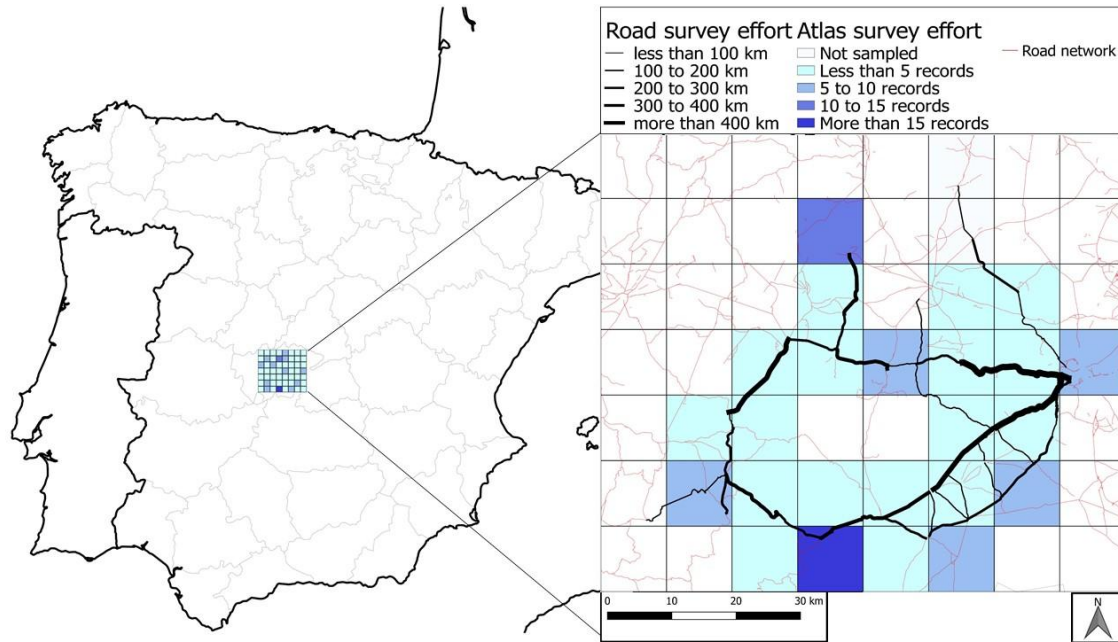 Road survey effort
less than 100 km
100 to 200 km
200 to 300 km
300 to 400 km
more than 400 km
Atlas survey effort
Not sampled
Less than 5 records
5 to 10 records
10 to 15 records
More than 15 records
Road network
0 10 20 30 km
N